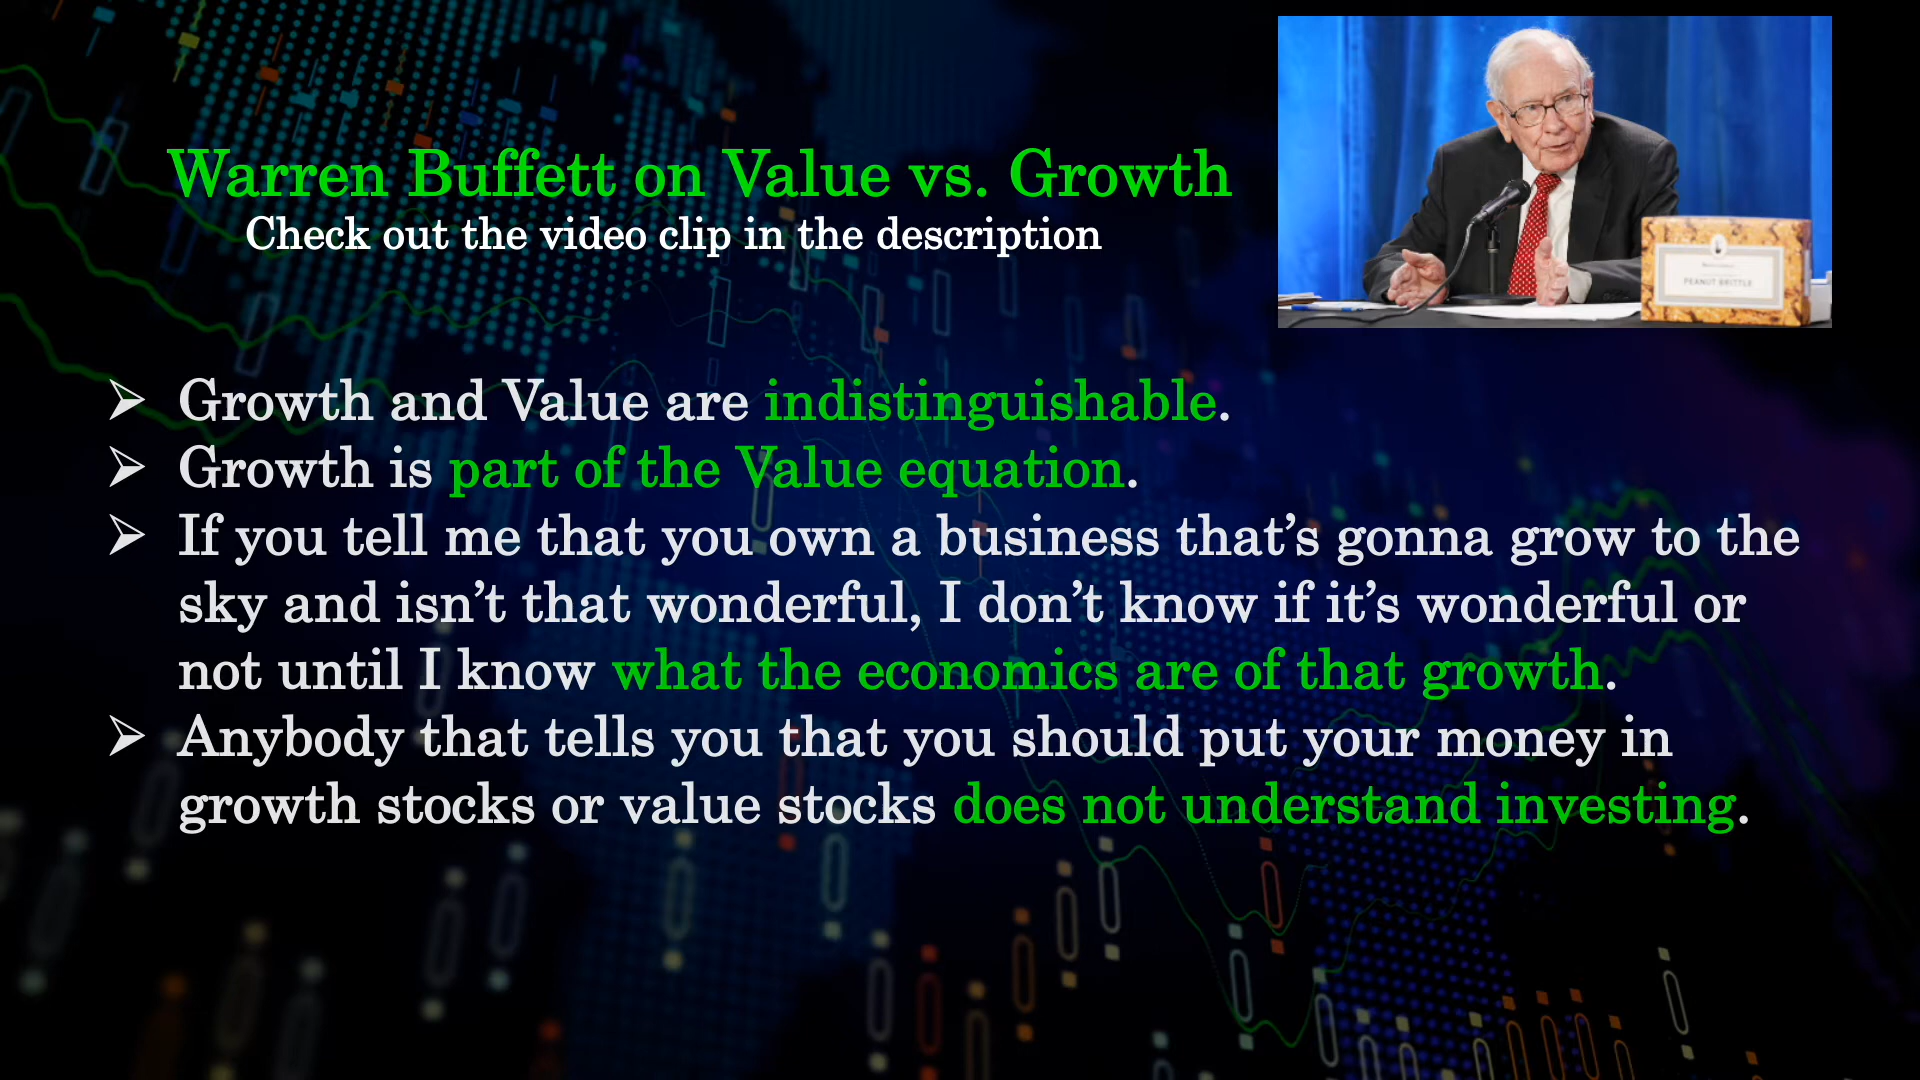 Warren Buffett on Value vs. Growth
Check out the video clip in the description
PEANUT BRITTLE
➢ Growth and Value are indistinguishable.
➢ Growth is part of the Value equation.
➢ If you tell me that you own a business that’s gonna grow to the
sky and isn’t that wonderful, I don’t know if it’s wonderful or
not until I know what the economics are of that growth.
➢ Anybody that tells you that you should put your money in
growth stocks or value stocks does not understand investing.